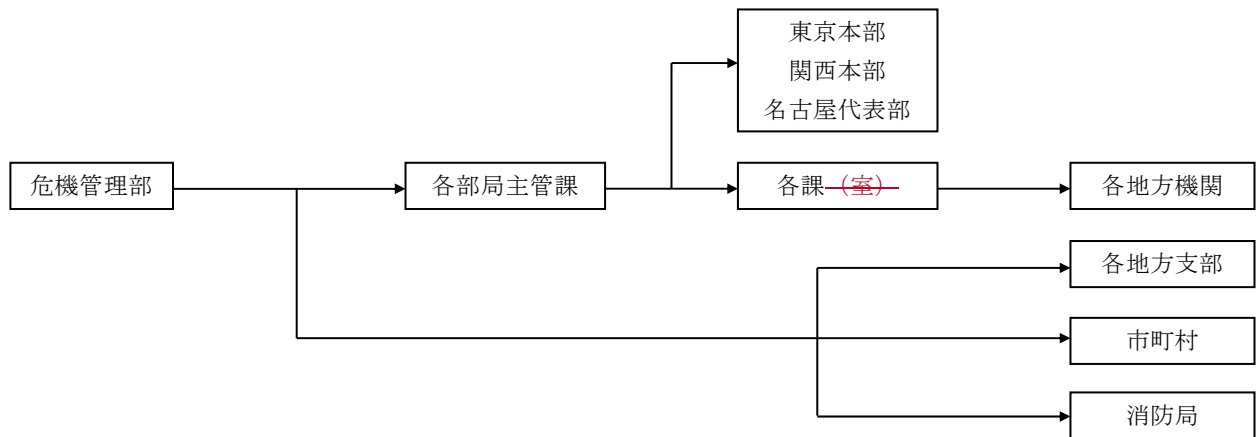 東京本部
関西本部
名古屋代表部
危機管理部
各部局主管課
各課（室）
各地方機関
各地方支部
市町村
消防局